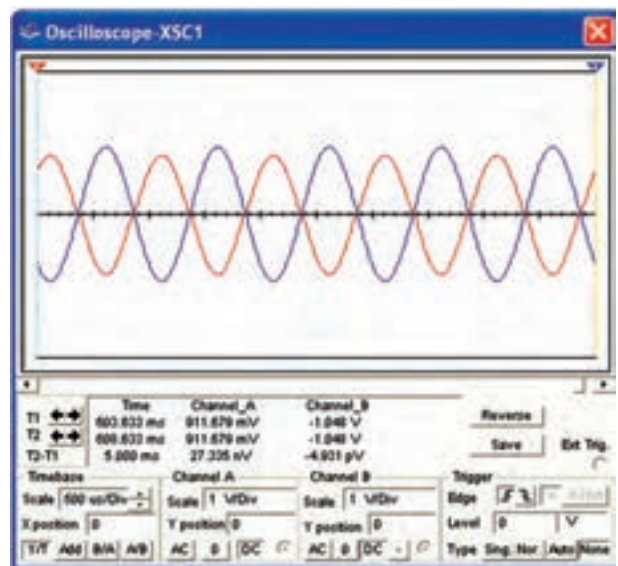 Oscilloscope-XSC1
Time Channel_A Channel_B
T1 603.633 ms 911.679 mV -1.048 V
T2 608.633 ms 911.679 mV -1.048 V
T2-T1 5.000 ms 27.335 nV -4.931 pV
Reverse
Save
Ext Trig.
Timebase
Scale 500 us/Div
X position 0
Y/T Add B/A A/B
Channel A
Scale 1 V/Div
Y position 0
AC 0 DC
Channel B
Scale 1 V/Div
Y position 0
AC 0 DC -
Trigger
Edge
Level 0 V
Type Sing. Nor. Auto None